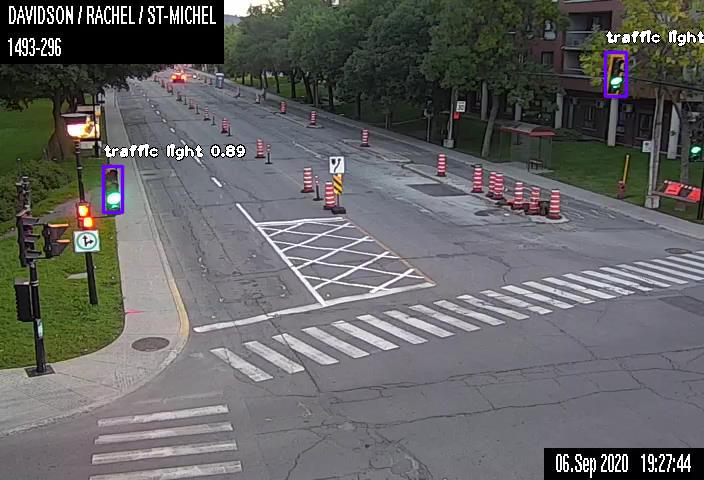 DAVIDSON / RACHEL / ST-MICHEL
1493-296
traffic light
traffic light 0.89
06.Sep 2020 19:27:44